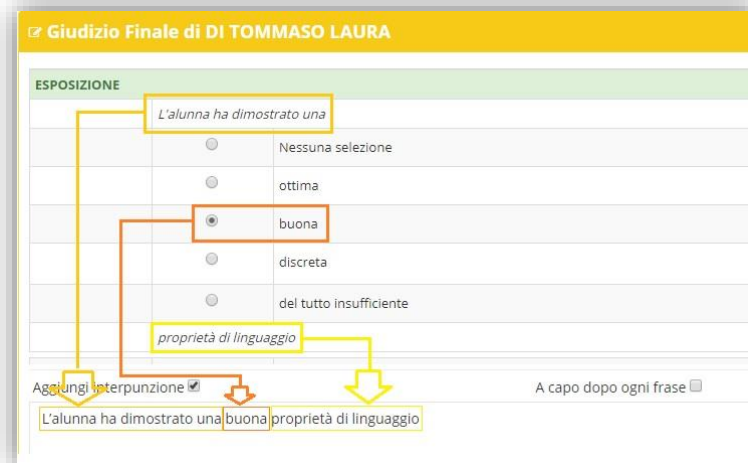 Giudizio Finale di DI TOMMASO LAURA
ESPOSIZIONE
L'alunna ha dimostrato una
Nessuna selezione
ottima
buona
discreta
del tutto insufficiente
proprietà di linguaggio
Aggiungi interpunzione A capo dopo ogni frase
L'alunna ha dimostrato una buona proprietà di linguaggio